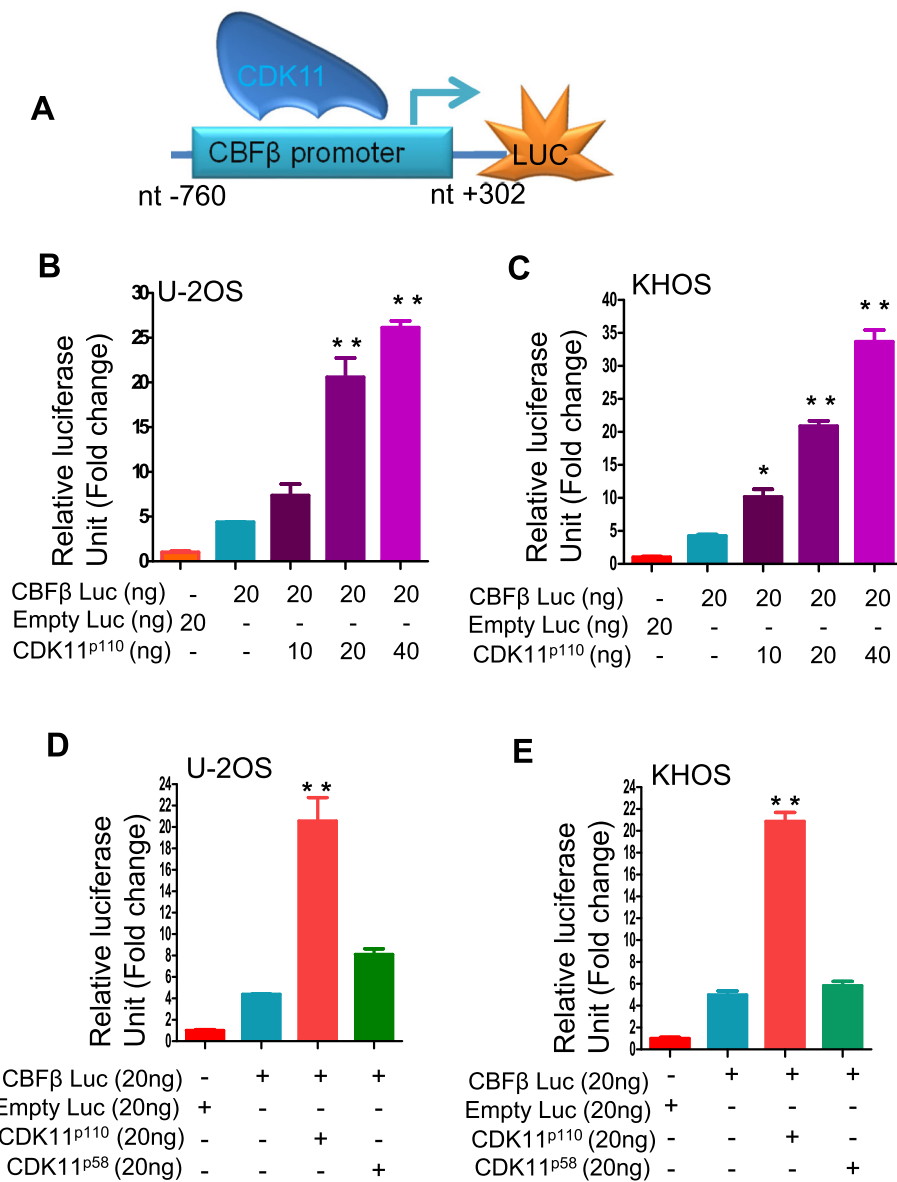 A
CDK11
CBFβ promoter
LUC
nt -760
nt +302
B
U-2OS
Relative luciferase
Unit (Fold change)
30
25
20
15
10
5
0
* *
* *
CBFβ Luc (ng) - 20 20 20 20
Empty Luc (ng) 20 - - - -
CDK11p110 (ng) - - 10 20 40
C
KHOS
Relative luciferase
Unit (Fold change)
40
35
30
25
20
15
10
5
0
*
* *
* *
CBFβ Luc (ng) - 20 20 20 20
Empty Luc (ng) 20 - - - -
CDK11p110 (ng) - - 10 20 40
D
U-2OS
Relative luciferase
Unit (Fold change)
24
22
20
18
16
14
12
10
8
6
4
2
0
* *
CBFβ Luc (20ng) - + + +
Empty Luc (20ng) + - - -
CDK11p110 (20ng) - - + -
CDK11p58 (20ng) - - - +
E
KHOS
Relative luciferase
Unit (Fold change)
24
22
20
18
16
14
12
10
8
6
4
2
0
* *
CBFβ Luc (20ng) - + + +
Empty Luc (20ng) + - - -
CDK11p110 (20ng) - - + -
CDK11p58 (20ng) - - - +